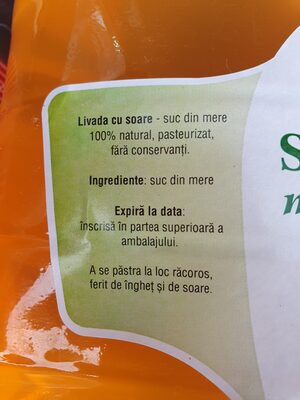 Livada cu soare - suc din mere
100% natural, pasteurizat,
fără conservanți.
Ingrediente: suc din mere
Expiră la data:
înscrisă în partea superioară a
ambalajului.
A se păstra la loc răcoros,
ferit de îngheț și de soare.